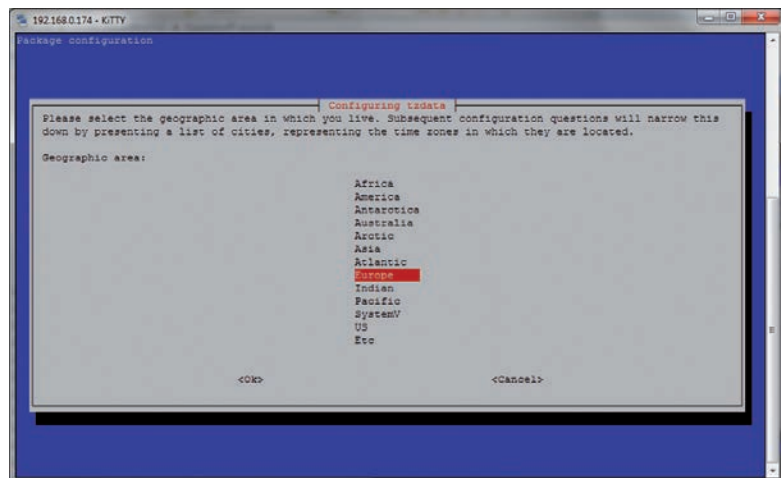 192.168.0.174 - KiTTY
Package configuration
Configuring tzdata
Please select the geographic area in which you live. Subsequent configuration questions will narrow this
down by presenting a list of cities, representing the time zones in which they are located.
Geographic area:
Africa
America
Antarctica
Australia
Arctic
Asia
Atlantic
Europe
Indian
Pacific
SystemV
US
Etc
<Ok> <Cancel>